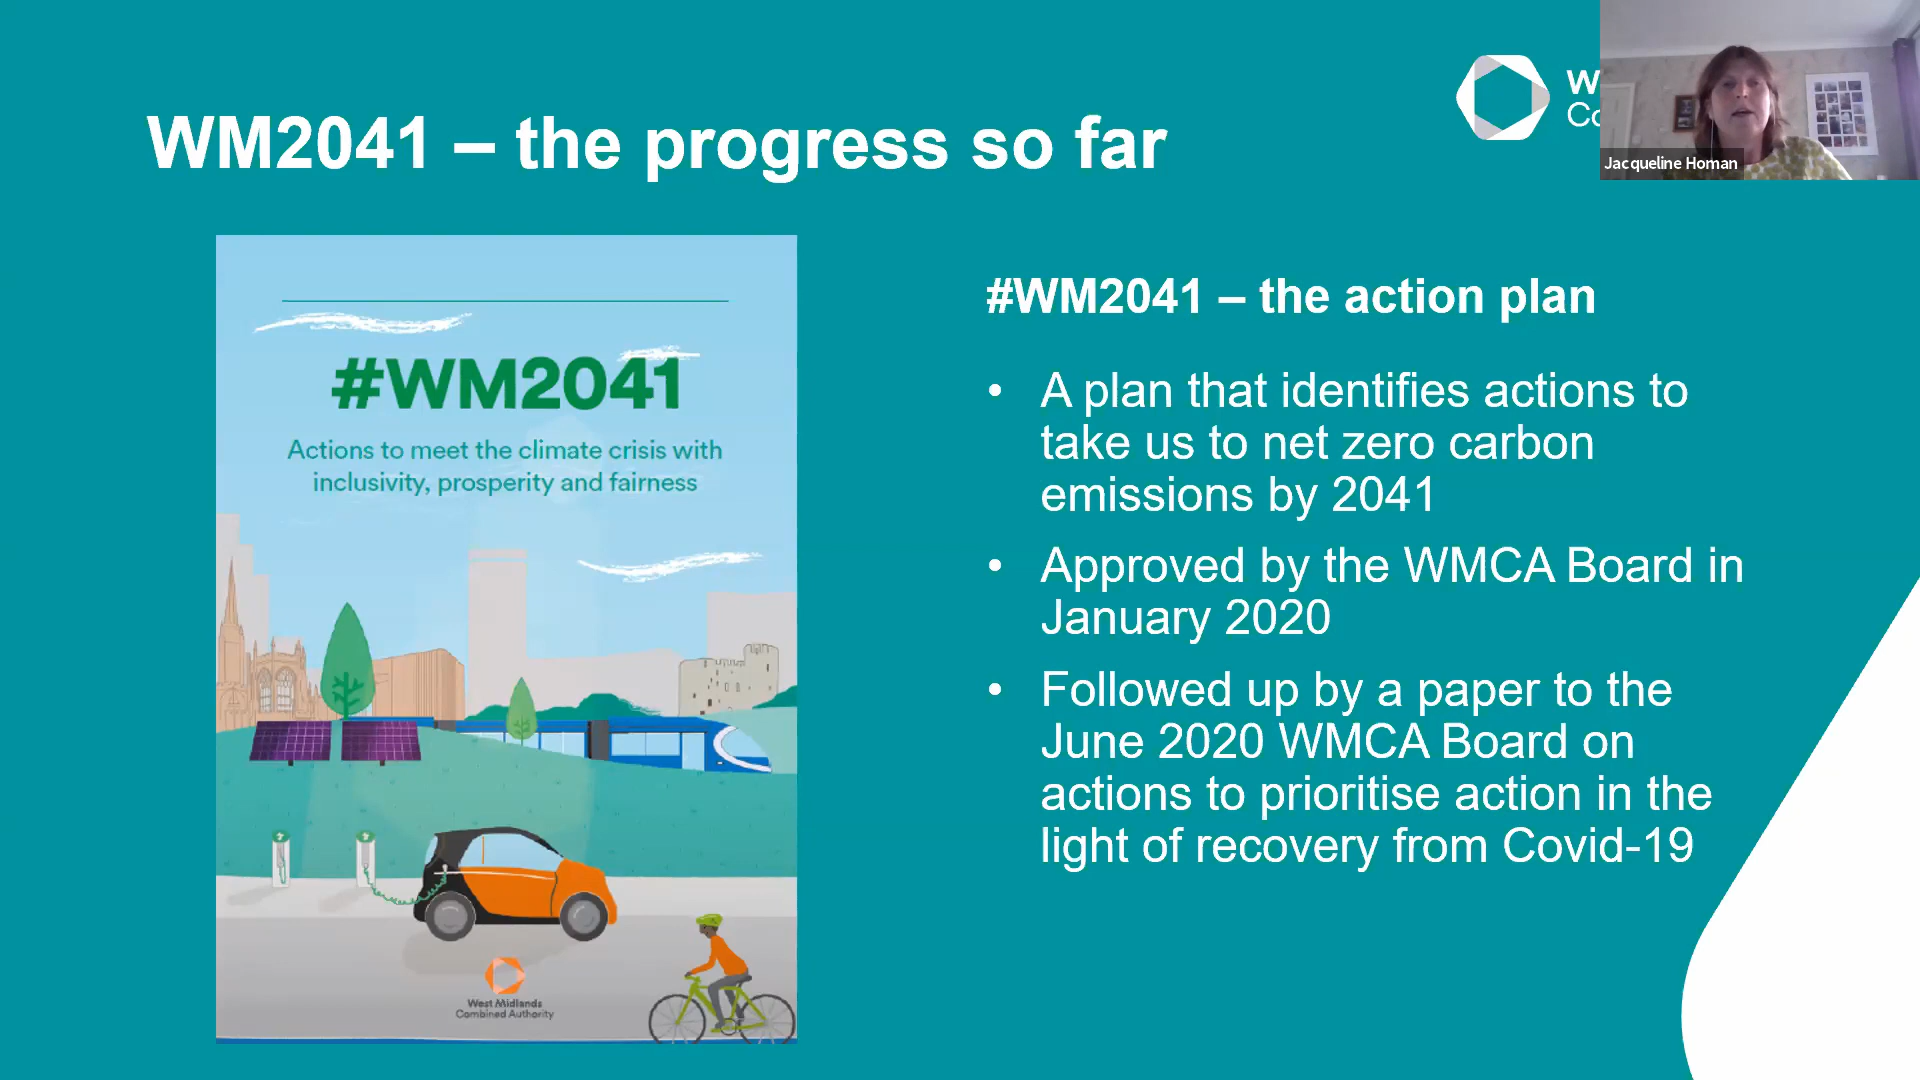 WM2041 – the progress so far
W
Co
Jacqueline Homan
#WM2041
Actions to meet the climate crisis with
inclusivity, prosperity and fairness
West Midlands
Combined Authority
#WM2041 – the action plan
• A plan that identifies actions to
take us to net zero carbon
emissions by 2041
• Approved by the WMCA Board in
January 2020
• Followed up by a paper to the
June 2020 WMCA Board on
actions to prioritise action in the
light of recovery from Covid-19